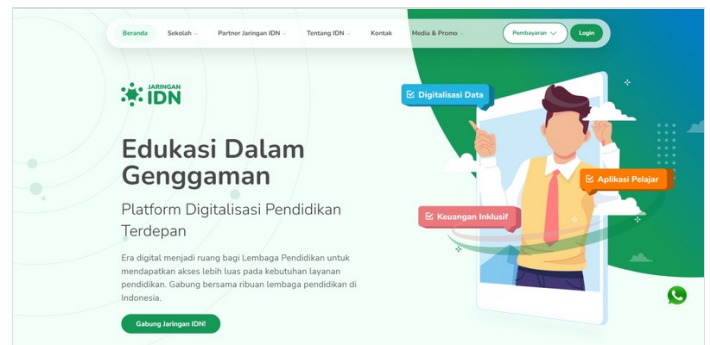 Beranda
Sekolah
Partner Jaringan IDN
Tentang IDN
Kontak
Media & Promo
Pembayaran
Login
JARINGAN
IDN
Edukasi Dalam
Genggaman
Platform Digitalisasi Pendidikan
Terdepan
Era digital menjadi ruang bagi Lembaga Pendidikan untuk
mendapatkan akses lebih luas pada kebutuhan layanan
pendidikan. Gabung bersama ribuan lembaga pendidikan di
Indonesia.
Gabung Jaringan IDN!
Digitalisasi Data
Aplikasi Pelajar
Keuangan Inklusif